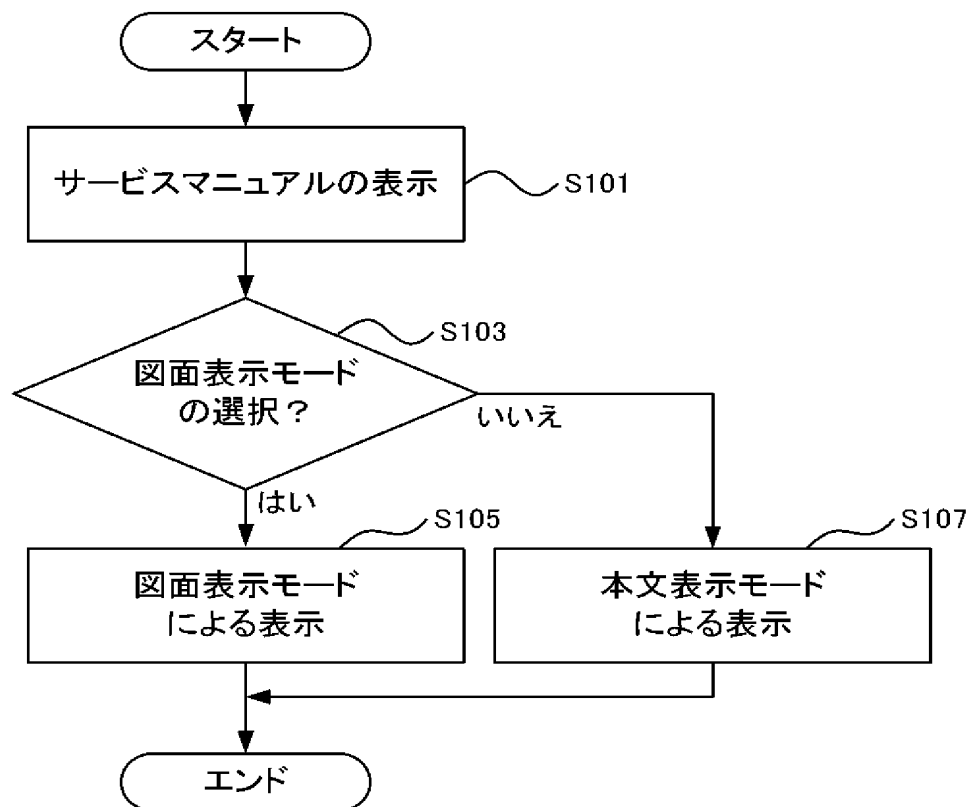 スタート
サービスマニュアルの表示
S101
S103
図面表示モード
の選択？
いいえ
はい
S105
S107
図面表示モード
による表示
本文表示モード
による表示
エンド